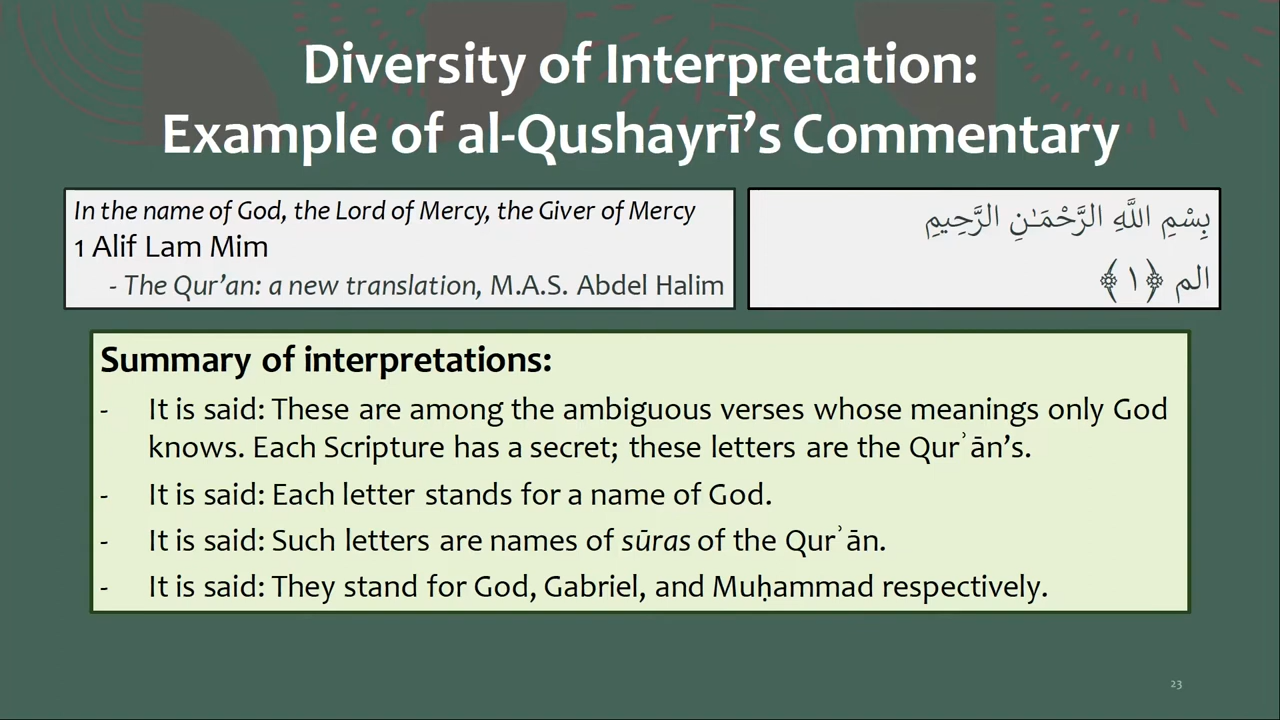 Diversity of Interpretation:
Example of al-Qushayrī’s Commentary
In the name of God, the Lord of Mercy, the Giver of Mercy
1 Alif Lam Mim
- The Qur’an: a new translation, M.A.S. Abdel Halim
بِسْمِ اللَّهِ الرَّحْمَـٰنِ الرَّحِيمِ
الم ﴿١﴾
Summary of interpretations:
- It is said: These are among the ambiguous verses whose meanings only God
knows. Each Scripture has a secret; these letters are the Qurʾān’s.
- It is said: Each letter stands for a name of God.
- It is said: Such letters are names of sūras of the Qurʾān.
- It is said: They stand for God, Gabriel, and Muḥammad respectively.
23